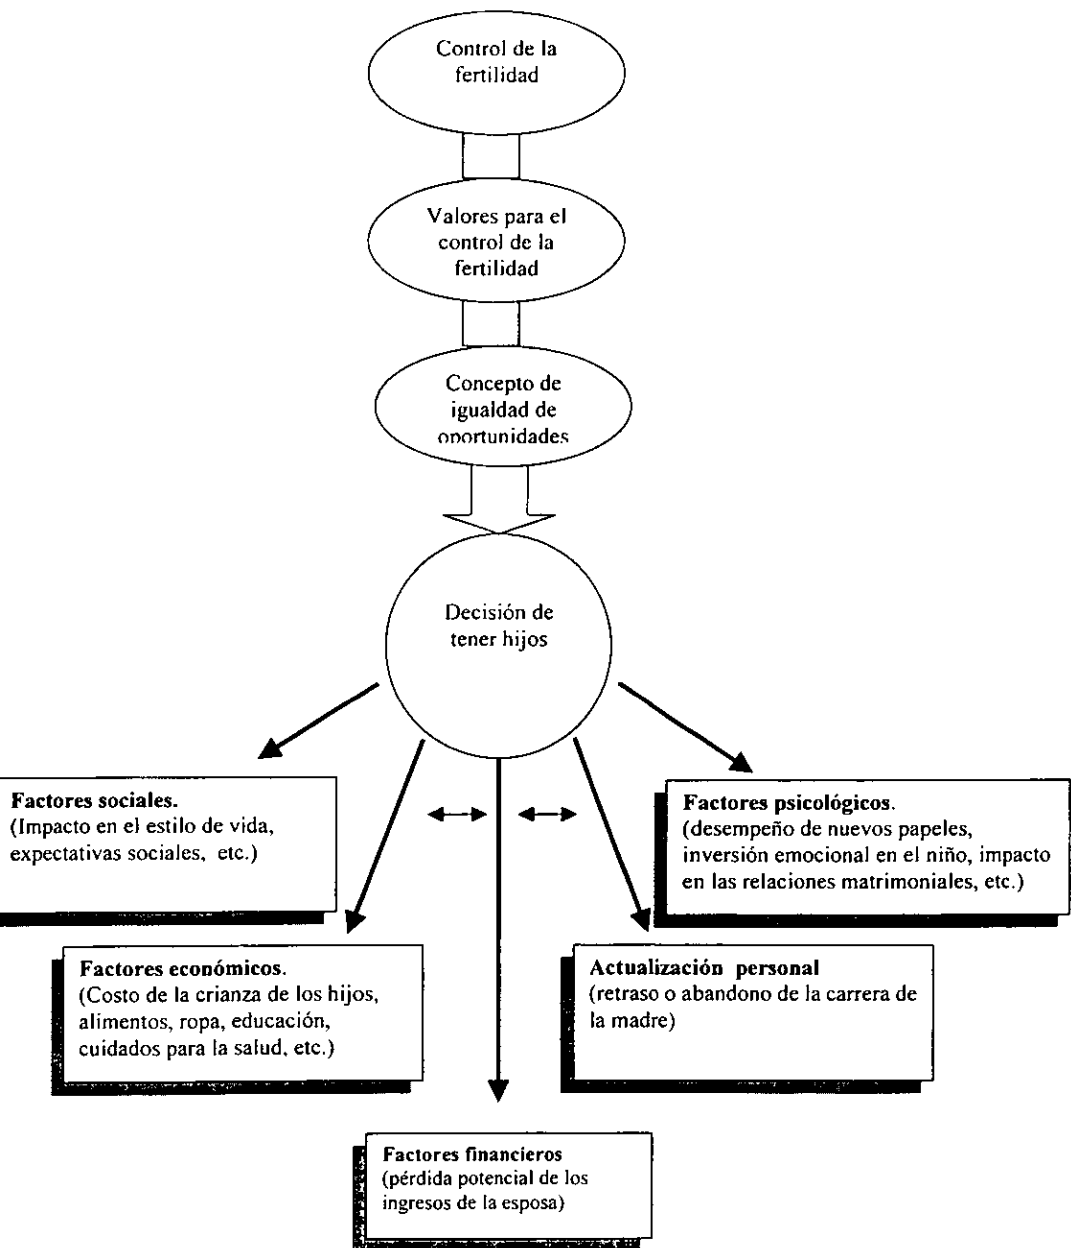 Control de la
fertilidad
Valores para el
control de la
fertilidad
Concepto de
igualdad de
oportunidades
Decisión de
tener hijos
Factores sociales.
(Impacto en el estilo de vida,
expectativas sociales, etc.)
Factores psicológicos.
(desempeño de nuevos papeles,
inversión emocional en el niño, impacto
en las relaciones matrimoniales, etc.)
Factores económicos.
(Costo de la crianza de los hijos,
alimentos, ropa, educación,
cuidados para la salud, etc.)
Actualización personal
(retraso o abandono de la carrera de
la madre)
Factores financieros
(pérdida potencial de los
ingresos de la esposa)